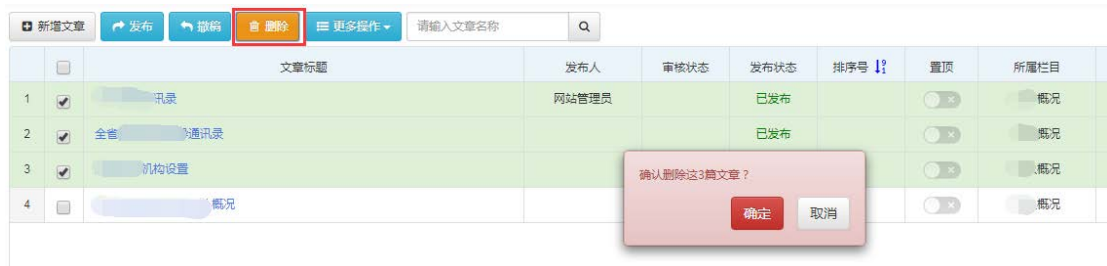 新增文章 发布 撤稿 删除 更多操作 请输入文章名称
文章标题 发布人 审核状态 发布状态 排序号 置顶 所属栏目
1 讯录 网站管理员 已发布 概况
2 全省 通讯录 已发布 概况
3 机构设置 概况
确认删除这3篇文章？
4 概况 概况
确定 取消